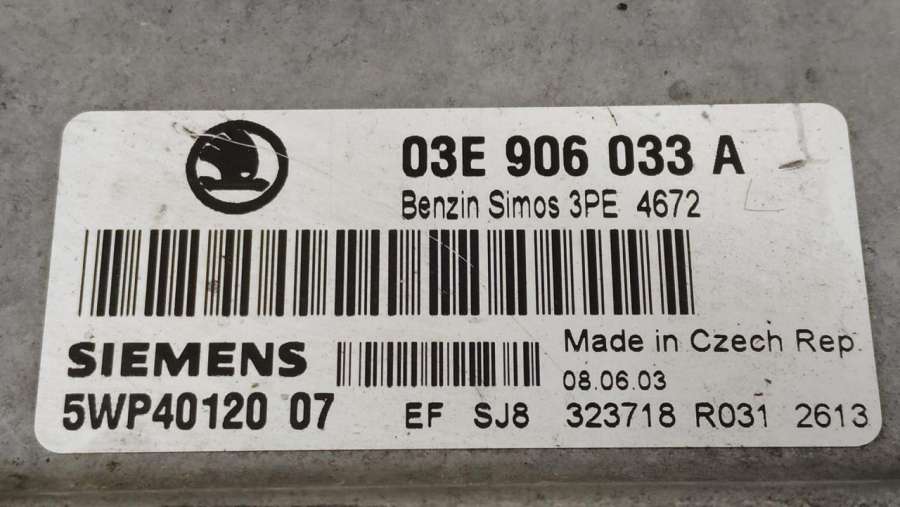 03E 906 033 A
Benzin Simos 3PE 4672
SIEMENS
Made in Czech Rep.
08.06.03
5WP40120 07
EF SJ8 323718 R031 2613